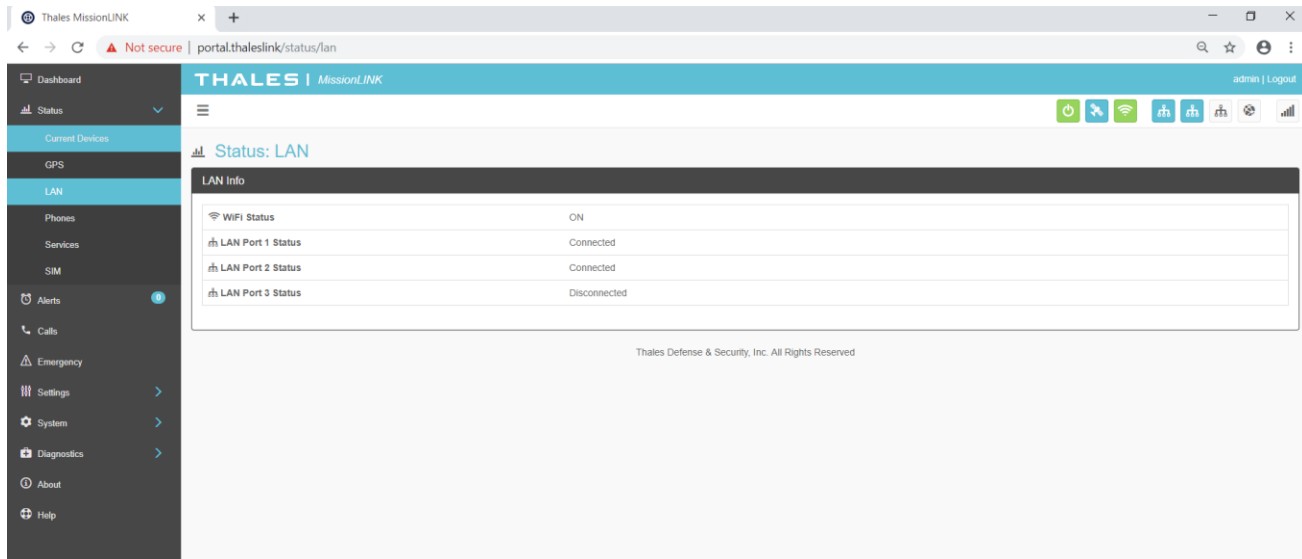 Thales MissionLINK
Not secure | portal.thaleslink/status/lan
Dashboard
THALES | MissionLINK
admin | Logout
Status
Current Devices
GPS
LAN
Phones
Services
SIM
Alerts 0
Calls
Emergency
Settings
System
Diagnostics
About
Help
Status: LAN
LAN Info
WiFi Status ON
LAN Port 1 Status Connected
LAN Port 2 Status Connected
LAN Port 3 Status Disconnected
Thales Defense & Security, Inc. All Rights Reserved